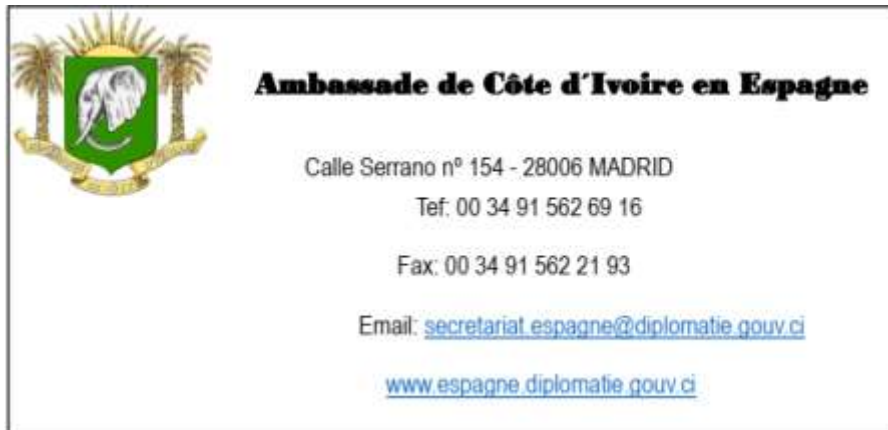 Ambassade de Côte d´Ivoire en Espagne
Calle Serrano nº 154 - 28006 MADRID
Tef: 00 34 91 562 69 16
Fax: 00 34 91 562 21 93
Email: secretariat.espagne@diplomatie.gouv.ci
www.espagne.diplomatie.gouv.ci